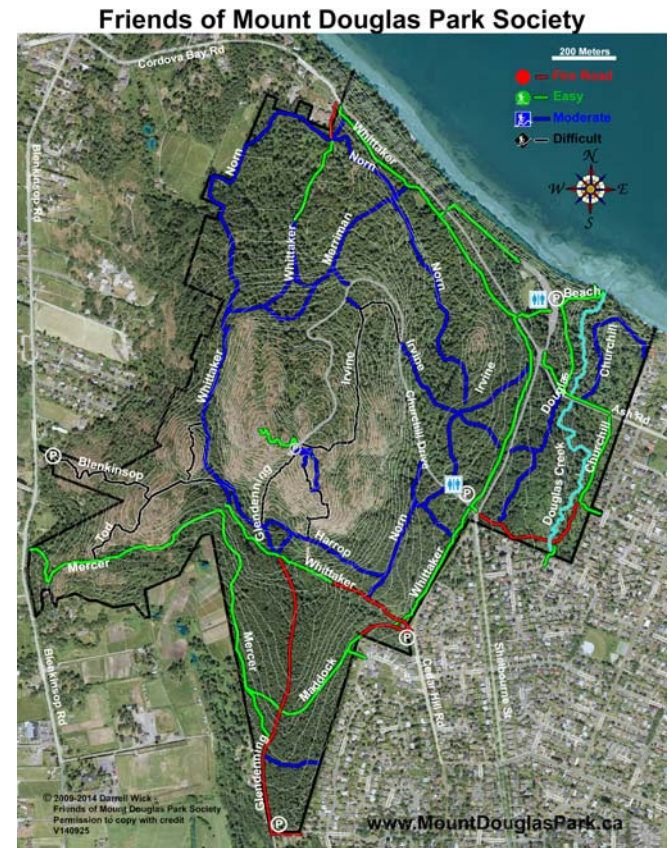 Friends of Mount Douglas Park Society
Cordova Bay Rd
200 Meters
Fire Road
Easy
Moderate
Difficult
N
W
E
S
Whittaker
Norn
Norn
Blenkinsop Rd
Whittaker
Merriman
Norn
P
Beach
Irvine
Irvine
Irvine
Churchill
Whittaker
Churchill Drive
Douglas
Ash Rd
P
Blenkinsop
Glendenning
P
Douglas Creek
Churchill
Tod
Harrop
Norn
Mercer
Whittaker
Whittaker
P
Mercer
Maddock
Cedar Hill Rd
Shelbourne St
Blenkinsop Rd
Glendenning
© 2009-2014 Darrell Wick -
Friends of Mount Douglas Park Society
Permission to copy with credit
V140925
P
www.MountDouglasPark.ca